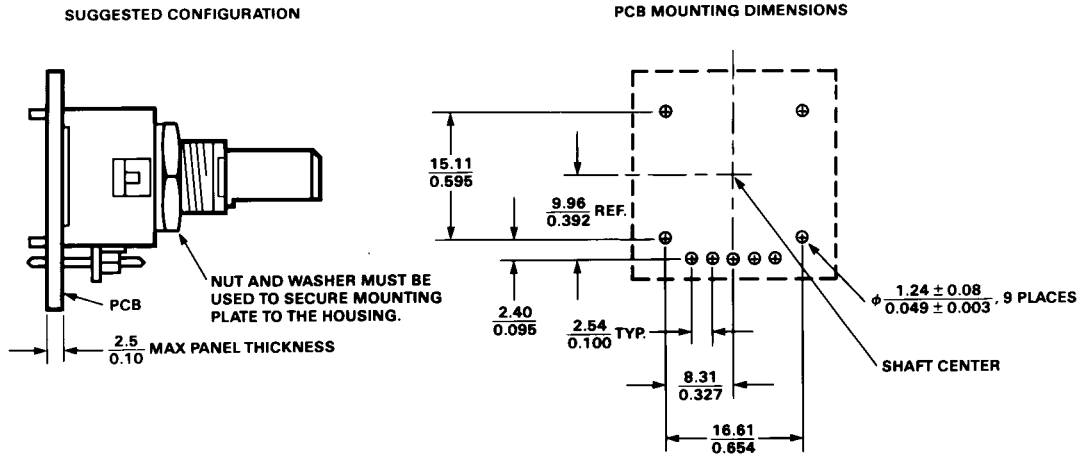 SUGGESTED CONFIGURATION
NUT AND WASHER MUST BE
USED TO SECURE MOUNTING
PLATE TO THE HOUSING.
PCB
2.5
0.10 MAX PANEL THICKNESS
PCB MOUNTING DIMENSIONS
15.11
0.595
9.96
0.392 REF.
2.40
0.095
2.54
0.100 TYP.
8.31
0.327
16.61
0.654
ϕ 1.24 ± 0.08
0.049 ± 0.003, 9 PLACES
SHAFT CENTER